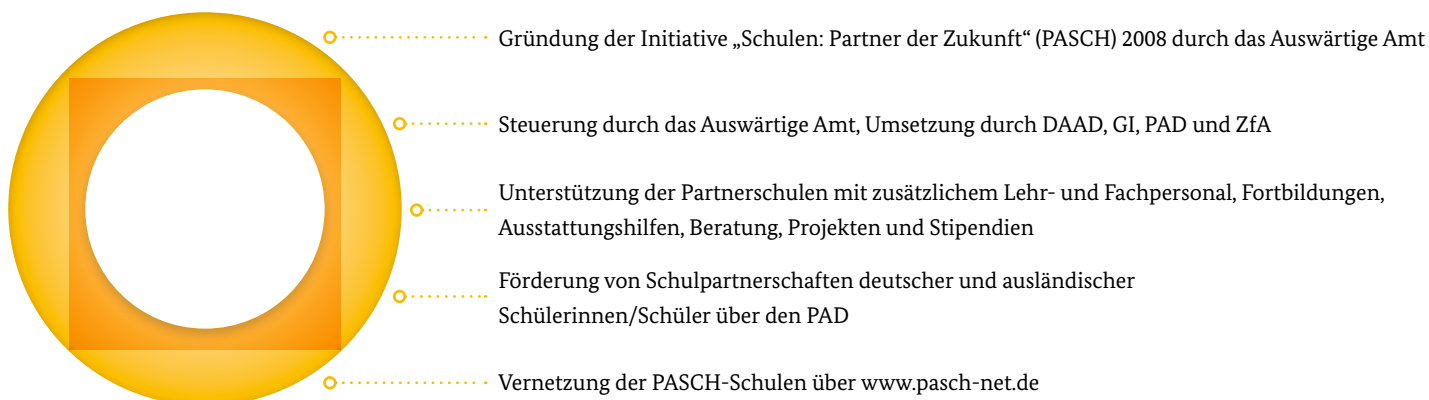 Gründung der Initiative „Schulen: Partner der Zukunft“ (PASCH) 2008 durch das Auswärtige Amt
Steuerung durch das Auswärtige Amt, Umsetzung durch DAAD, GI, PAD und ZfA
Unterstützung der Partnerschulen mit zusätzlichem Lehr- und Fachpersonal, Fortbildungen,
Ausstattungshilfen, Beratung, Projekten und Stipendien
Förderung von Schulpartnerschaften deutscher und ausländischer
Schülerinnen/Schüler über den PAD
Vernetzung der PASCH-Schulen über www.pasch-net.de